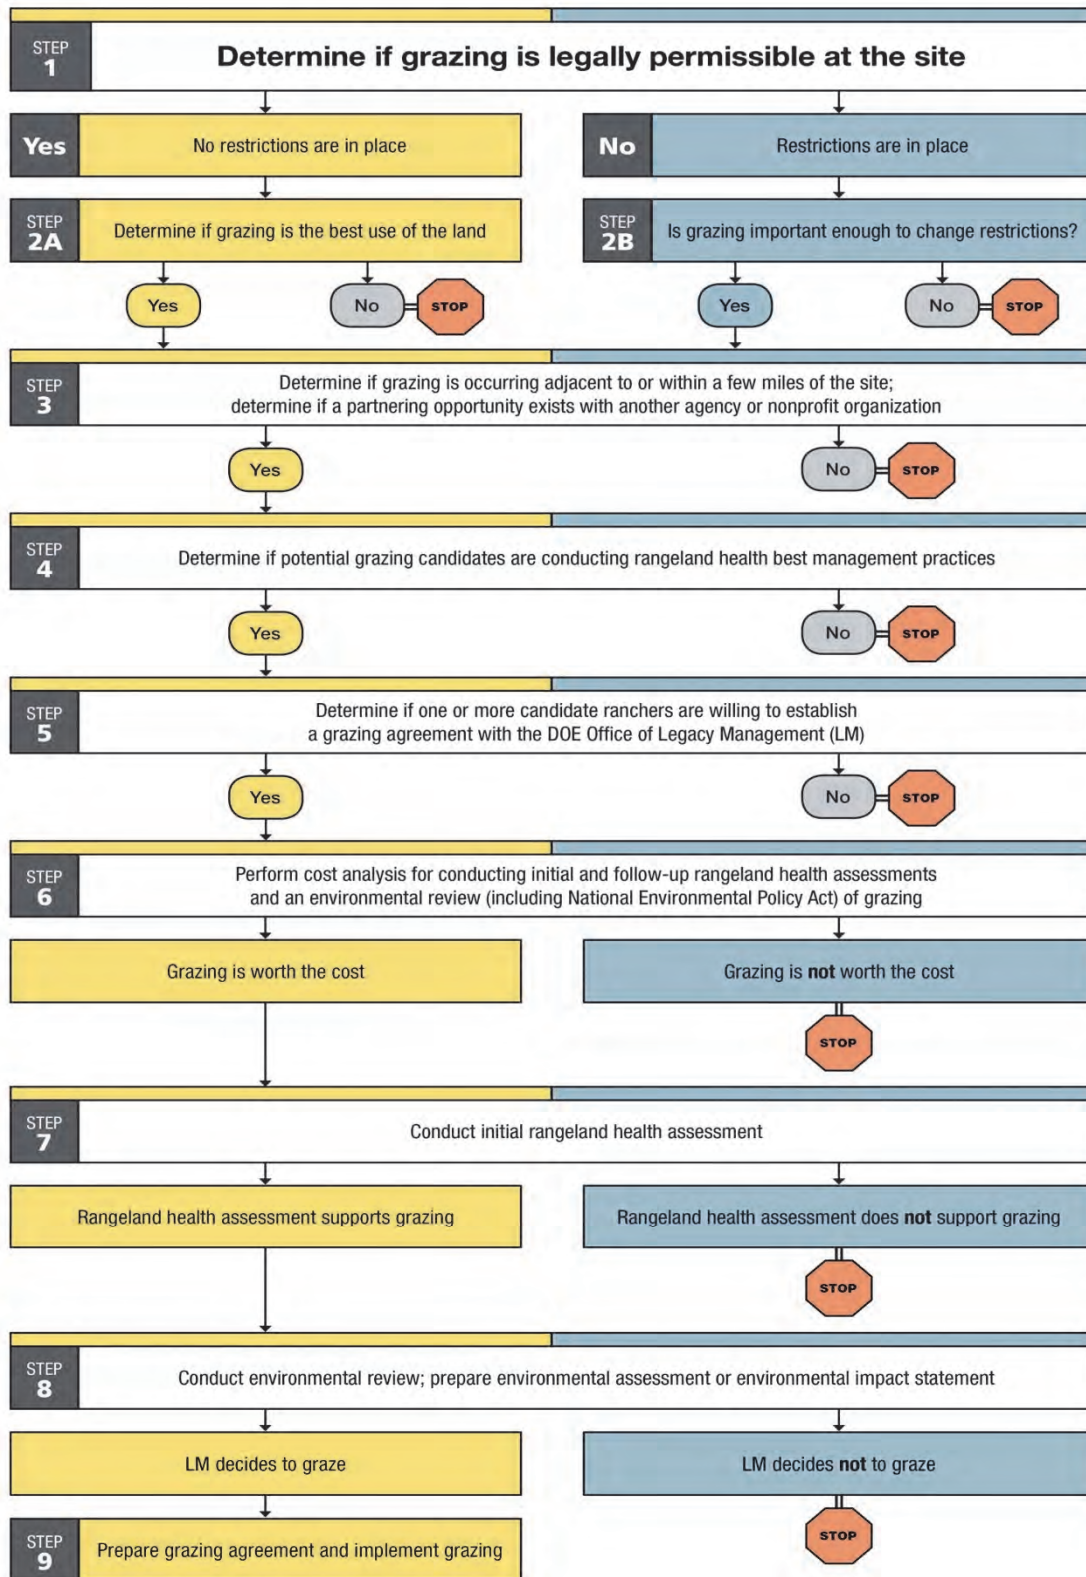 STEP
1
Determine if grazing is legally permissible at the site
Yes
No restrictions are in place
No
Restrictions are in place
STEP
2A
Determine if grazing is the best use of the land
STEP
2B
Is grazing important enough to change restrictions?
Yes
No
STOP
Yes
No
STOP
STEP
3
Determine if grazing is occurring adjacent to or within a few miles of the site;
determine if a partnering opportunity exists with another agency or nonprofit organization
Yes
No
STOP
STEP
4
Determine if potential grazing candidates are conducting rangeland health best management practices
Yes
No
STOP
STEP
5
Determine if one or more candidate ranchers are willing to establish
a grazing agreement with the DOE Office of Legacy Management (LM)
Yes
No
STOP
STEP
6
Perform cost analysis for conducting initial and follow-up rangeland health assessments
and an environmental review (including National Environmental Policy Act) of grazing
Grazing is worth the cost
Grazing is not worth the cost
STOP
STEP
7
Conduct initial rangeland health assessment
Rangeland health assessment supports grazing
Rangeland health assessment does not support grazing
STOP
STEP
8
Conduct environmental review; prepare environmental assessment or environmental impact statement
LM decides to graze
LM decides not to graze
STOP
STEP
9
Prepare grazing agreement and implement grazing